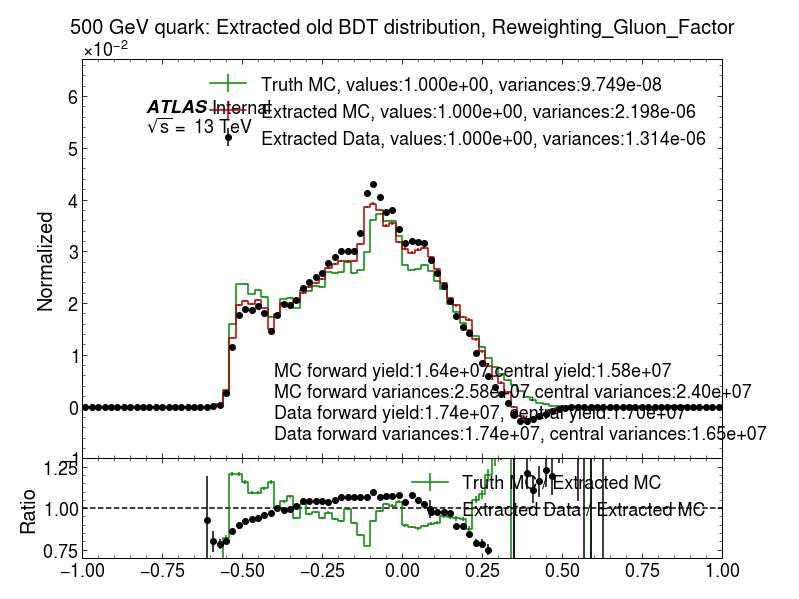 500 GeV quark: Extracted old BDT distribution, Reweighting_Gluon_Factor
×10⁻²
Truth MC, values:1.000e+00, variances:9.749e-08
ATLAS Internal
Extracted MC, values:1.000e+00, variances:2.198e-06
√s = 13 TeV
Extracted Data, values:1.000e+00, variances:1.314e-06
6
5
4
3
2
1
0
1
Normalized
MC forward yield:1.64e+07, central yield:1.58e+07
MC forward variances:2.58e+07, central variances:2.40e+07
Data forward yield:1.74e+07, central yield:1.70e+07
Data forward variances:1.74e+07, central variances:1.65e+07
1.25
1.00
0.75
Ratio
Truth MC / Extracted MC
Extracted Data / Extracted MC
−1.00 −0.75 −0.50 −0.25 0.00 0.25 0.50 0.75 1.00